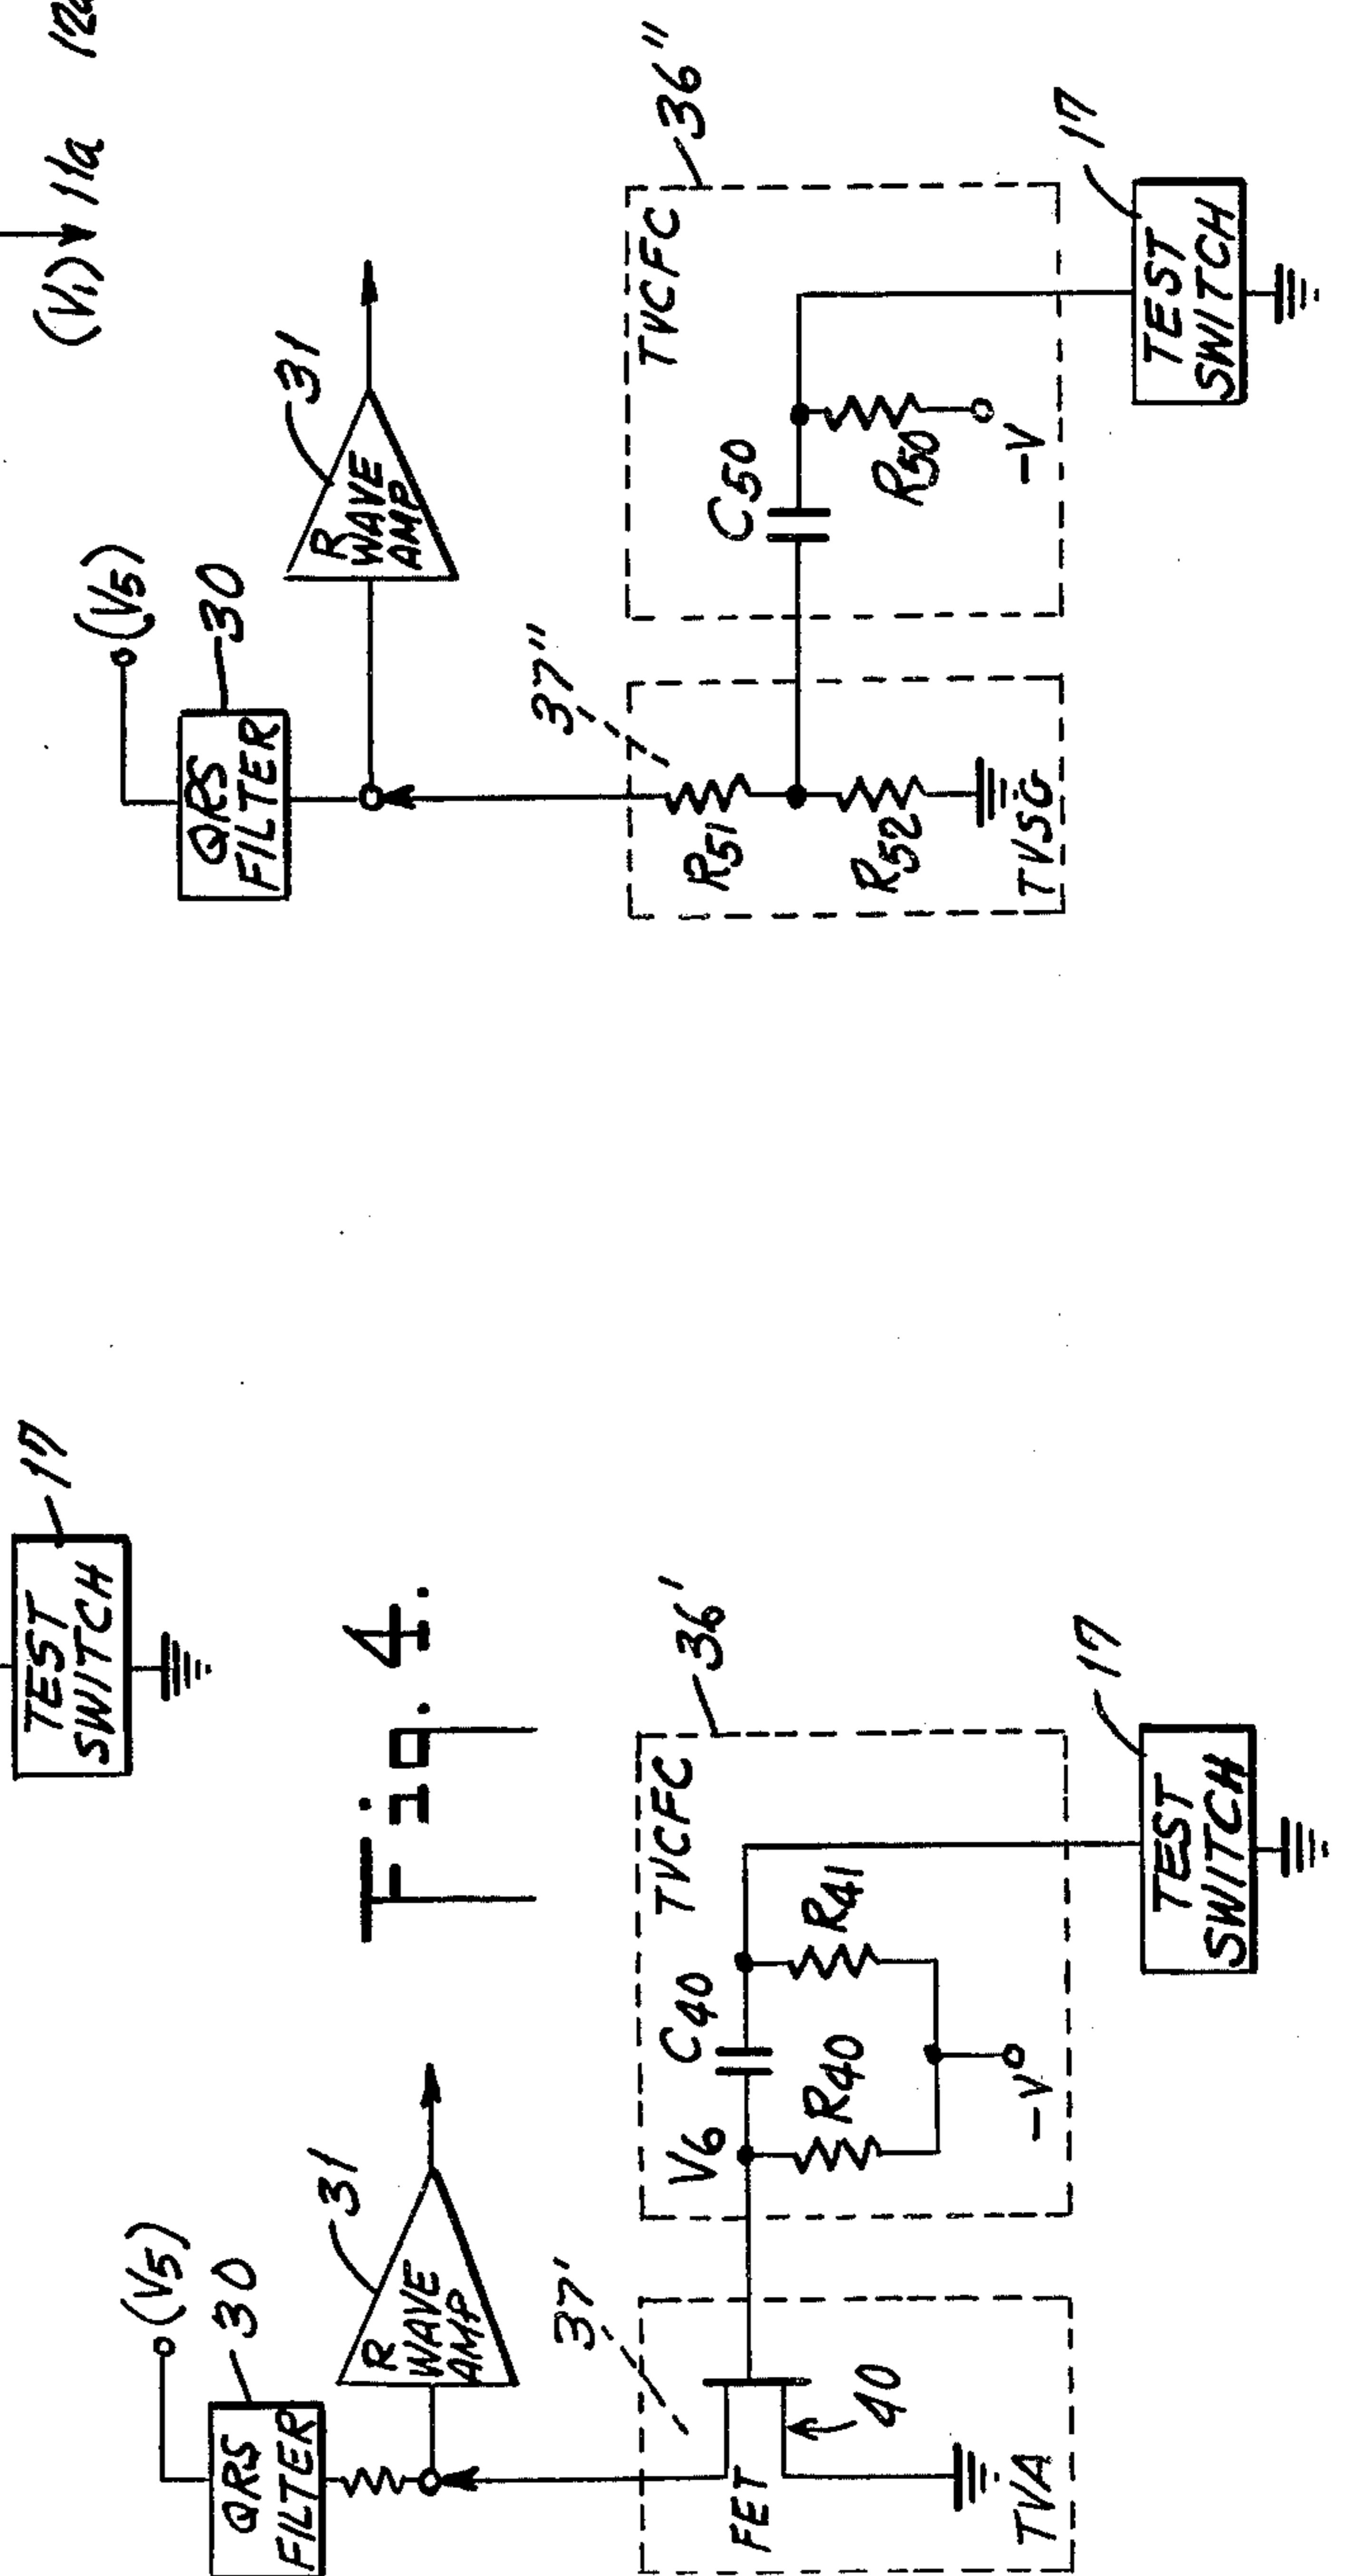 (V1) 11a 12a
(V5)
QRS
FILTER
30
R
WAVE
AMP
31
37"
R51
R52
TVSG
36"
TVCFC
C50
R50
-V
TEST
SWITCH
17
TEST
SWITCH
17
Fig. 4.
(V5)
QRS
FILTER
30
R
WAVE
AMP
31
37'
FET
40
TVA
36'
TVCFC
V6
C40
R40
R41
-V
TEST
SWITCH
17